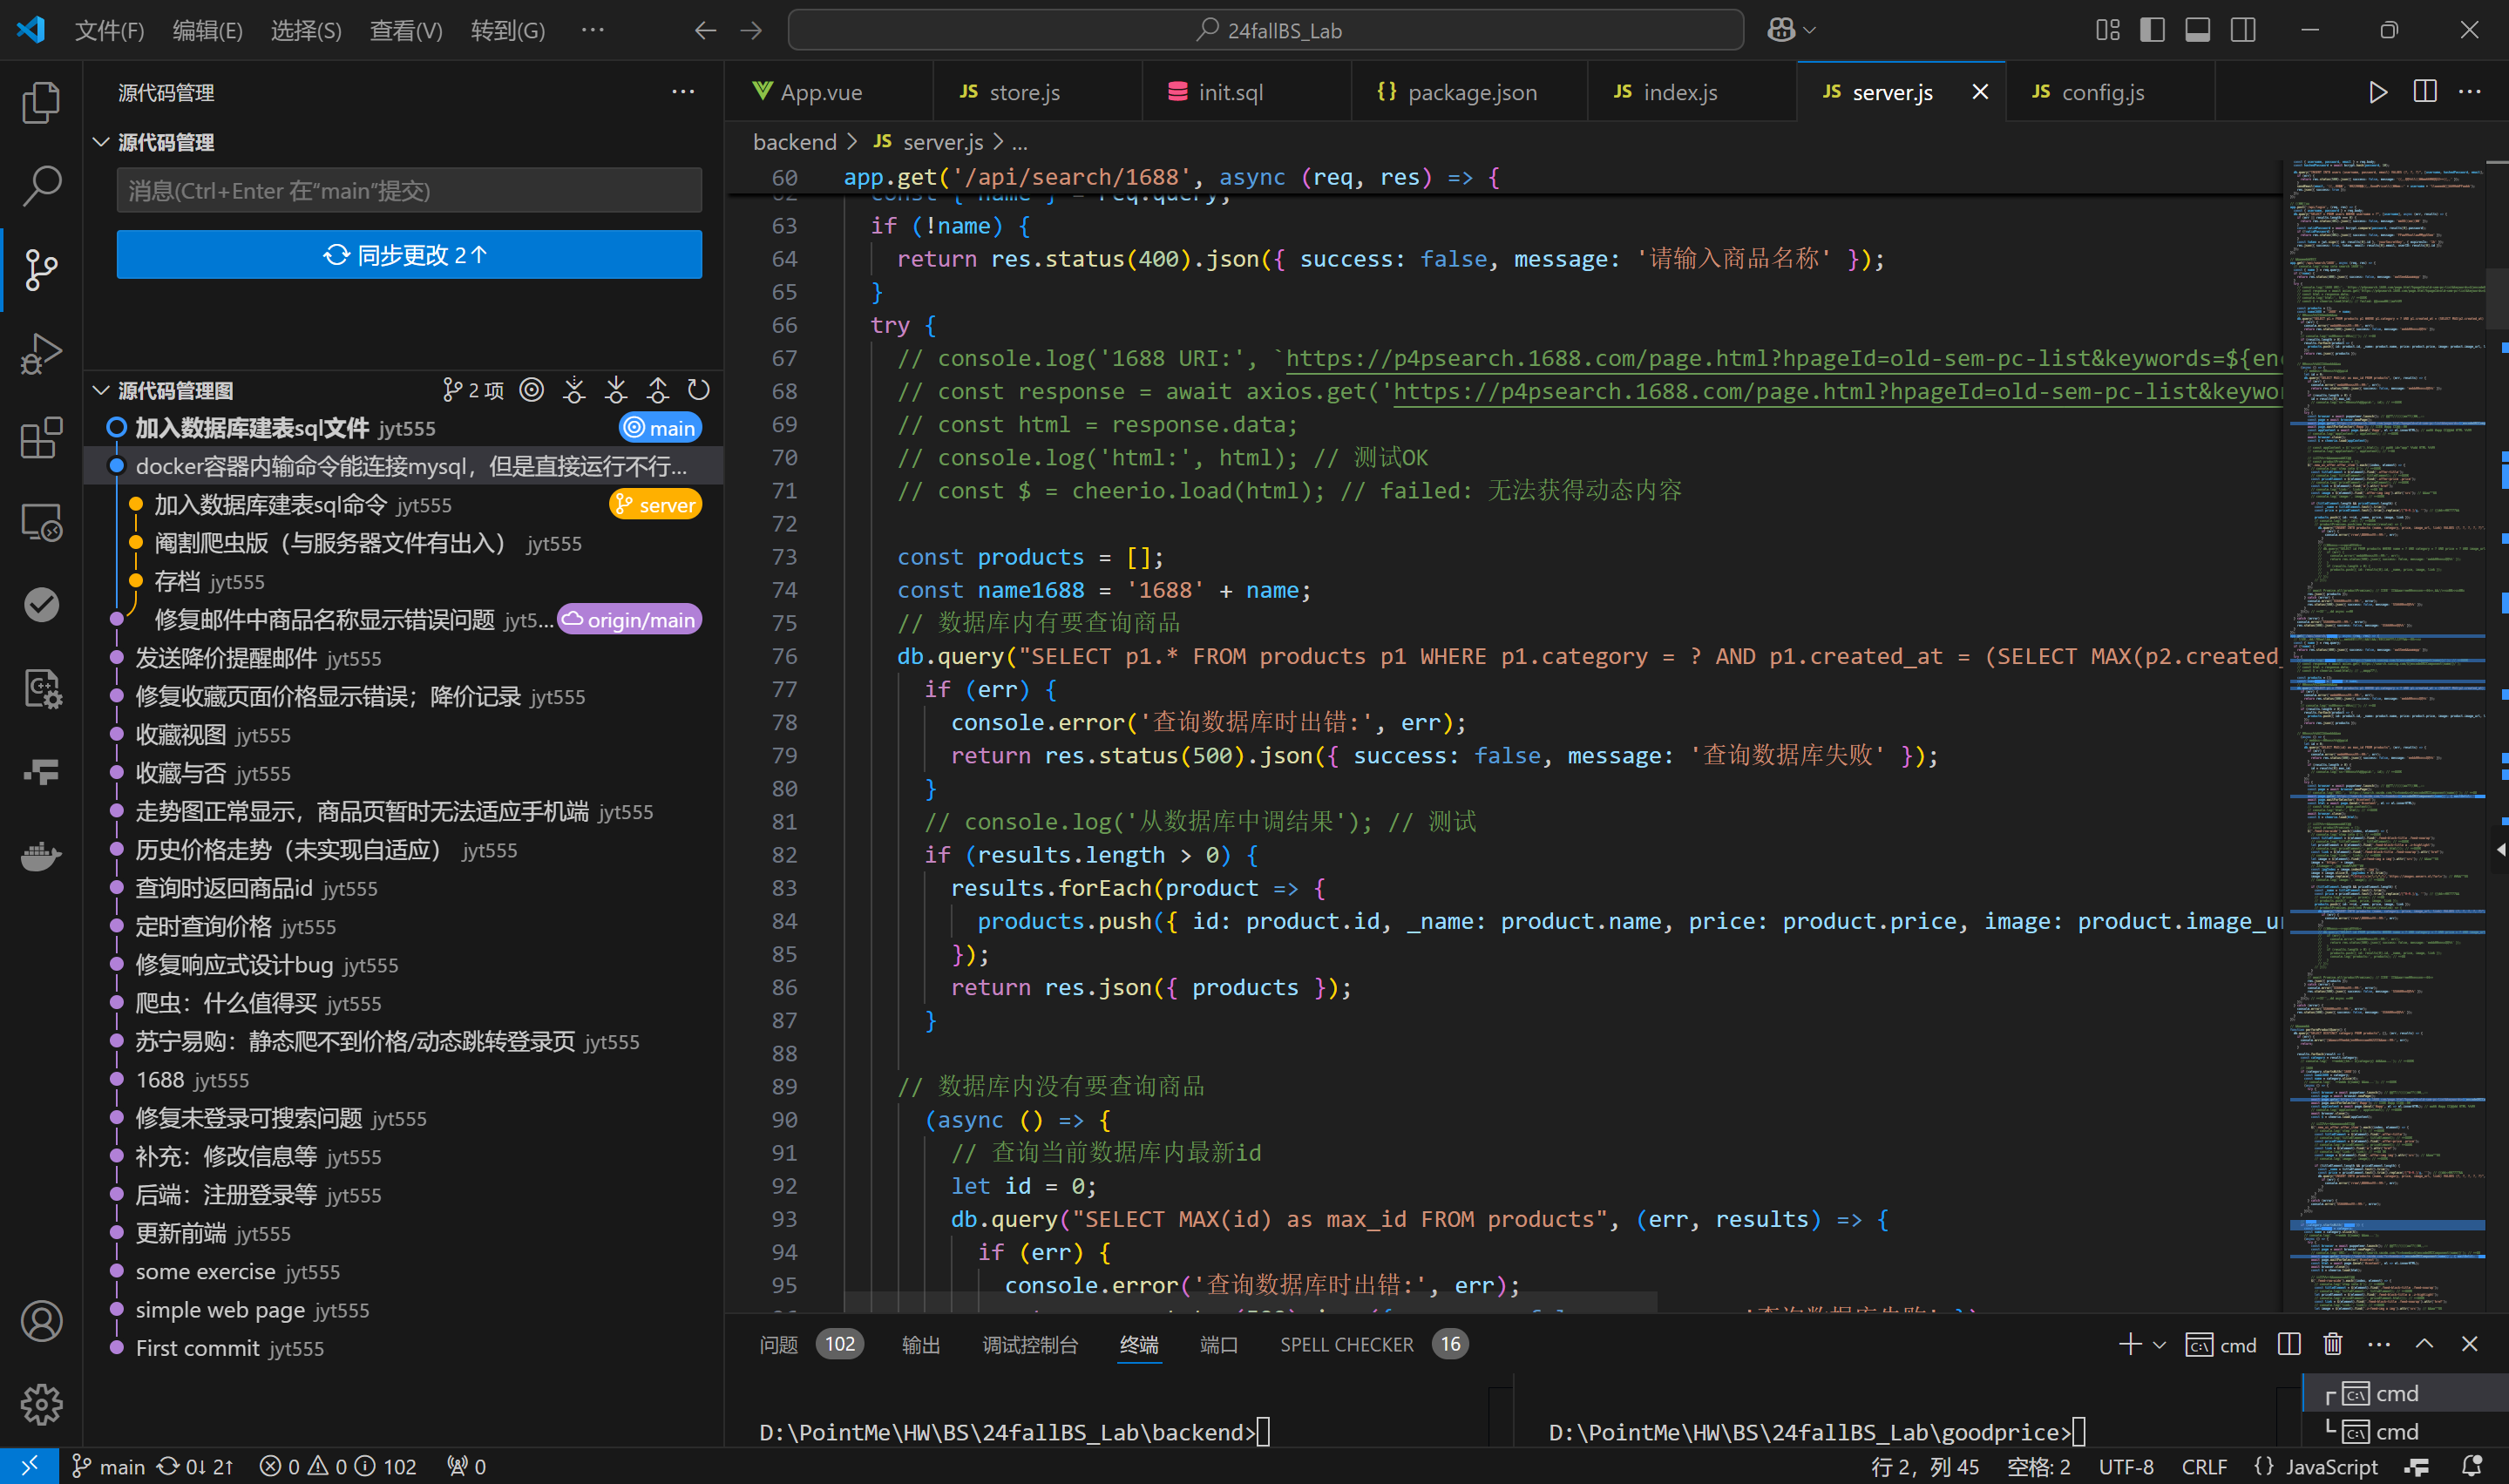 文件(F) 编辑(E) 选择(S) 查看(V) 转到(G) ··· 24fallBS_Lab
源代码管理 ···
源代码管理
消息(Ctrl+Enter 在“main”提交)
同步更改 2↑
源代码管理图 2 项
加入数据库建表sql文件 jyt555 main
docker容器内输命令能连接mysql，但是直接运行不行...
加入数据库建表sql命令 jyt555 server
阉割爬虫版（与服务器文件有出入） jyt555
存档 jyt555
修复邮件中商品名称显示错误问题 jyt5... origin/main
发送降价提醒邮件 jyt555
修复收藏页面价格显示错误；降价记录 jyt555
收藏视图 jyt555
收藏与否 jyt555
走势图正常显示，商品页暂时无法适应手机端 jyt555
历史价格走势（未实现自适应） jyt555
查询时返回商品id jyt555
定时查询价格 jyt555
修复响应式设计bug jyt555
爬虫：什么值得买 jyt555
苏宁易购：静态爬不到价格/动态跳转登录页 jyt555
1688 jyt555
修复未登录可搜索问题 jyt555
补充：修改信息等 jyt555
后端：注册登录等 jyt555
更新前端 jyt555
some exercise jyt555
simple web page jyt555
First commit jyt555
App.vue JS store.js init.sql {} package.json JS index.js JS server.js JS config.js
backend > JS server.js > ...
60 app.get('/api/search/1688', async (req, res) => {
62 const { name } = req.query;
63 if (!name) {
64 return res.status(400).json({ success: false, message: '请输入商品名称' });
65 }
66 try {
67 // console.log('1688 URI:', `https://p4psearch.1688.com/page.html?hpageId=old-sem-pc-list&keywords=${en
68 // const response = await axios.get('https://p4psearch.1688.com/page.html?hpageId=old-sem-pc-list&keywo
69 // const html = response.data;
70 // console.log('html:', html); // 测试OK
71 // const $ = cheerio.load(html); // failed: 无法获得动态内容
72
73 const products = [];
74 const name1688 = '1688' + name;
75 // 数据库内有要查询商品
76 db.query("SELECT p1.* FROM products p1 WHERE p1.category = ? AND p1.created_at = (SELECT MAX(p2.created_
77 if (err) {
78 console.error('查询数据库时出错:', err);
79 return res.status(500).json({ success: false, message: '查询数据库失败' });
80 }
81 // console.log('从数据库中调结果'); // 测试
82 if (results.length > 0) {
83 results.forEach(product => {
84 products.push({ id: product.id, _name: product.name, price: product.price, image: product.image_u
85 });
86 return res.json({ products });
87 }
88
89 // 数据库内没有要查询商品
90 (async () => {
91 // 查询当前数据库内最新id
92 let id = 0;
93 db.query("SELECT MAX(id) as max_id FROM products", (err, results) => {
94 if (err) {
95 console.error('查询数据库时出错:', err);
问题 102 输出 调试控制台 终端 端口 SPELL CHECKER 16 cmd
D:\PointMe\HW\BS\24fallBS_Lab\backend>
D:\PointMe\HW\BS\24fallBS_Lab\goodprice>
cmd
cmd
main 0↓ 2↑ 0 0 102 0 行 2，列 45 空格: 2 UTF-8 CRLF {} JavaScript